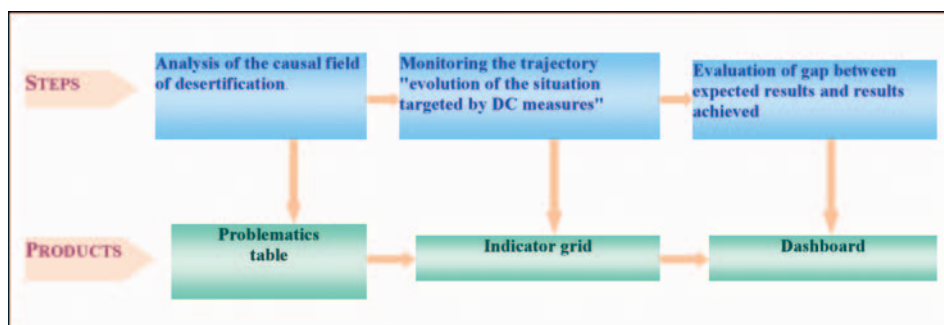 STEPS
Analysis of the causal field
of desertification.
Monitoring the trajectory
"evolution of the situation
targeted by DC measures"
Evaluation of gap between
expected results and results
achieved
PRODUCTS
Problematics
table
Indicator grid
Dashboard